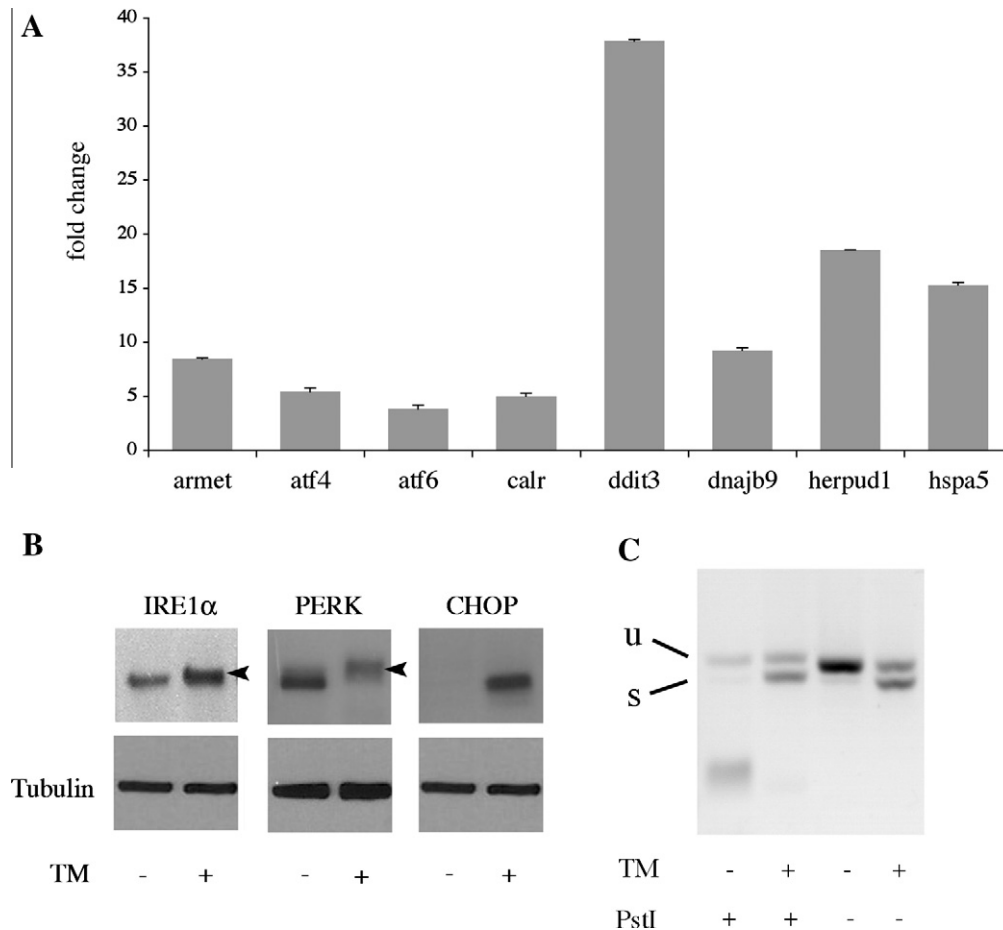 A
fold change
40
35
30
25
20
15
10
5
0
armet atf4 atf6 calr ddit3 dnajb9 herpud1 hspa5
B
IRE1α PERK CHOP
Tubulin
TM - + - + - +
C
u
s
TM - + - +
PstI + + - -